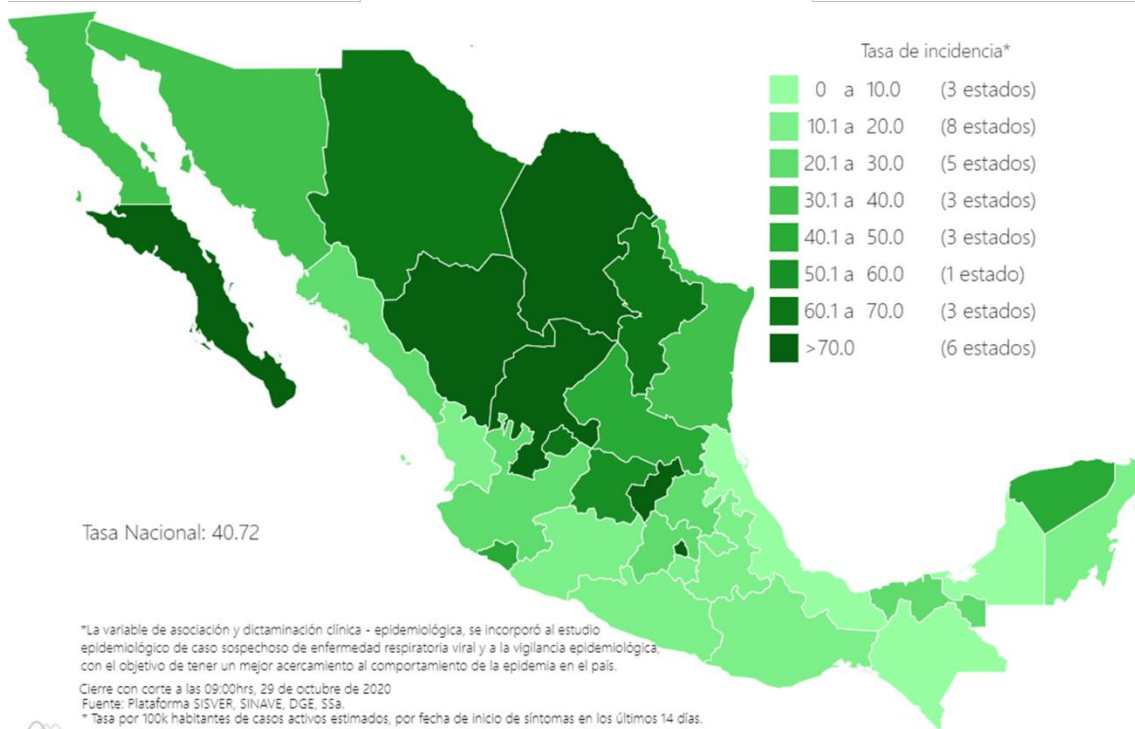 Tasa de incidencia*
0 a 10.0 (3 estados)
10.1 a 20.0 (8 estados)
20.1 a 30.0 (5 estados)
30.1 a 40.0 (3 estados)
40.1 a 50.0 (3 estados)
50.1 a 60.0 (1 estado)
60.1 a 70.0 (3 estados)
>70.0 (6 estados)
Tasa Nacional: 40.72
*La variable de asociación y dictaminación clínica - epidemiológica, se incorporó al estudio
epidemiológico de caso sospechoso de enfermedad respiratoria viral y a la vigilancia epidemiológica,
con el objetivo de tener un mejor acercamiento al comportamiento de la epidemia en el país.
Cierre con corte a las 09:00hrs, 29 de octubre de 2020
Fuente: Plataforma SISVER, SINAVE, DGE, SSa.
* Tasa por 100k habitantes de casos activos estimados, por fecha de inicio de síntomas en los últimos 14 días.